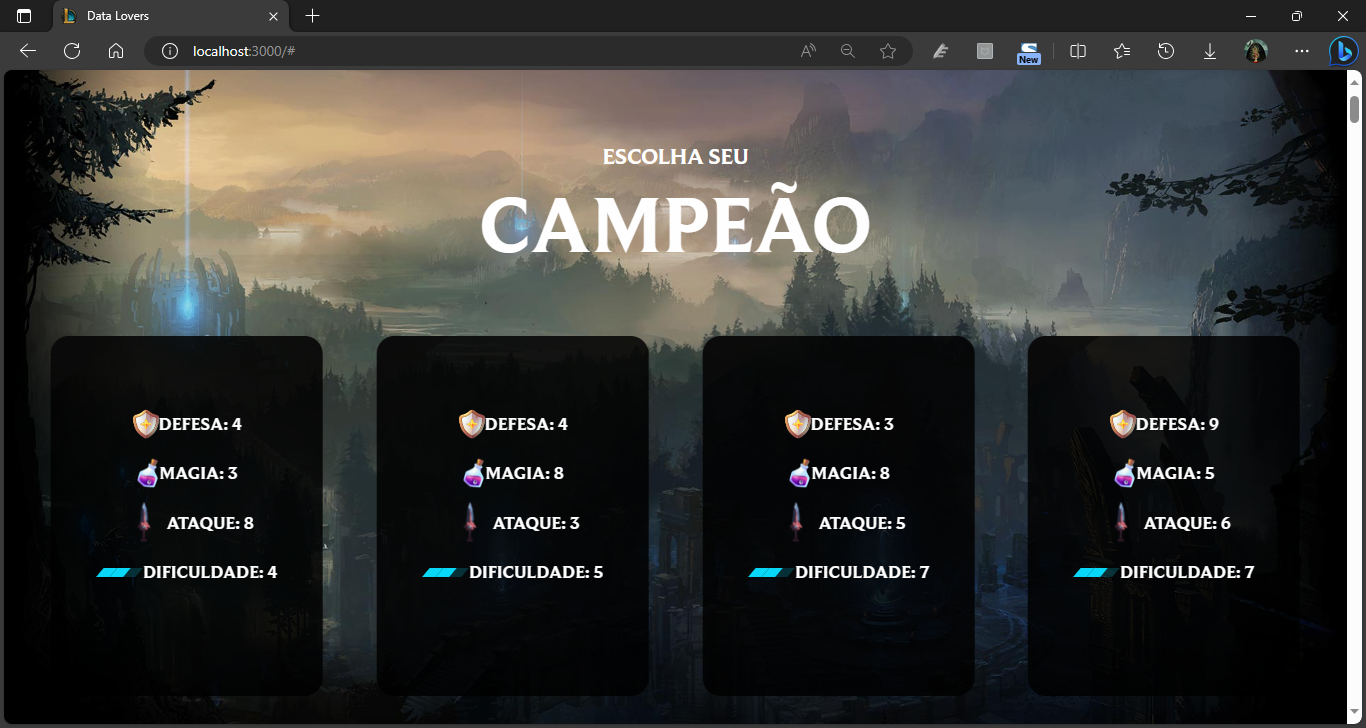 Data Lovers
localhost:3000/#
A
New
ESCOLHA SEU
CAMPEÃO
DEFESA: 4
MAGIA: 3
ATAQUE: 8
DIFICULDADE: 4
DEFESA: 4
MAGIA: 8
ATAQUE: 3
DIFICULDADE: 5
DEFESA: 3
MAGIA: 8
ATAQUE: 5
DIFICULDADE: 7
DEFESA: 9
MAGIA: 5
ATAQUE: 6
DIFICULDADE: 7